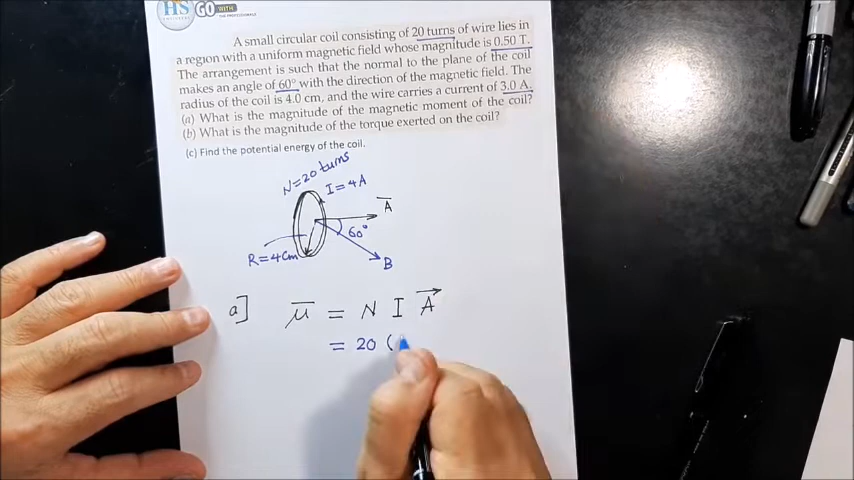 HS
GO WITH
THE PROFESSIONALS
A small circular coil consisting of 20 turns of wire lies in
a region with a uniform magnetic field whose magnitude is 0.50 T.
The arrangement is such that the normal to the plane of the coil
makes an angle of 60° with the direction of the magnetic field. The
radius of the coil is 4.0 cm, and the wire carries a current of 3.0 A.
(a) What is the magnitude of the magnetic moment of the coil?
(b) What is the magnitude of the torque exerted on the coil?
(c) Find the potential energy of the coil.
N=20 turns
I=4A
A
60°
R=4cm
B
a] μ = N I A
= 20 (